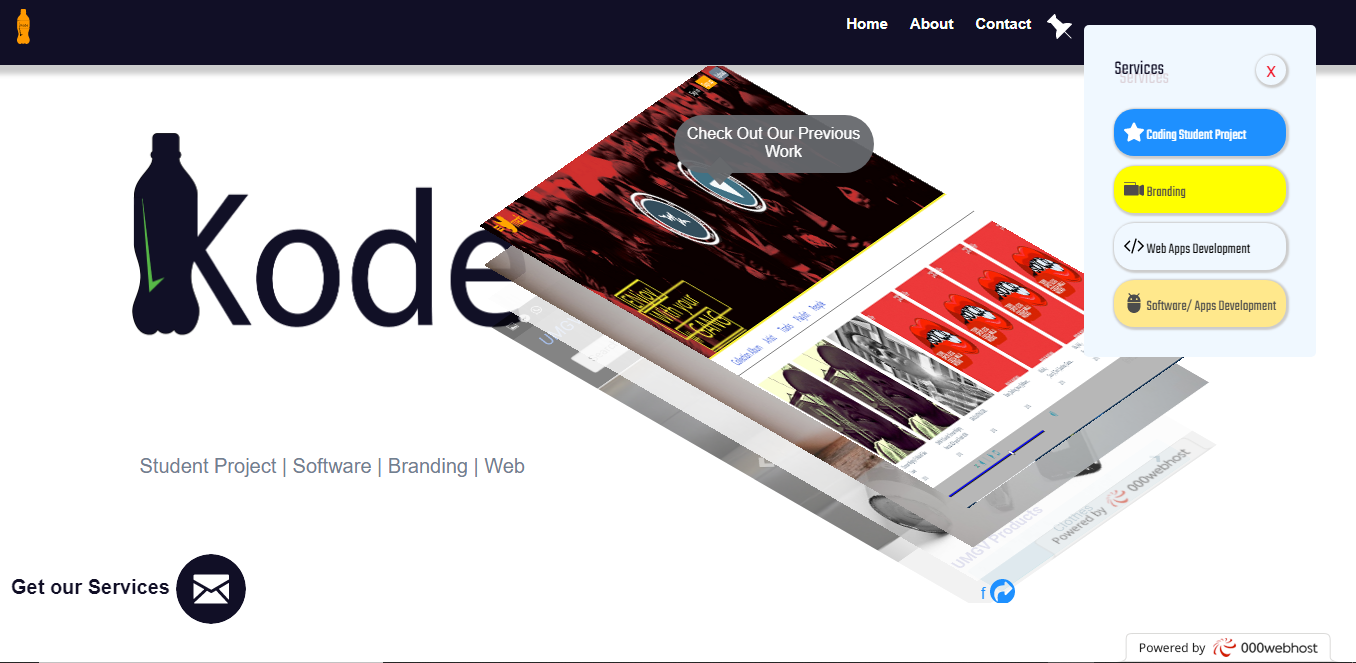 Home About Contact
Services
X
Coding Student Project
Branding
Web Apps Development
Software/ Apps Development
Check Out Our Previous
Work
Kode
Student Project | Software | Branding | Web
UMGV Products
Clothes
Powered by 000webhost
Get our Services
f
Powered by 000webhost